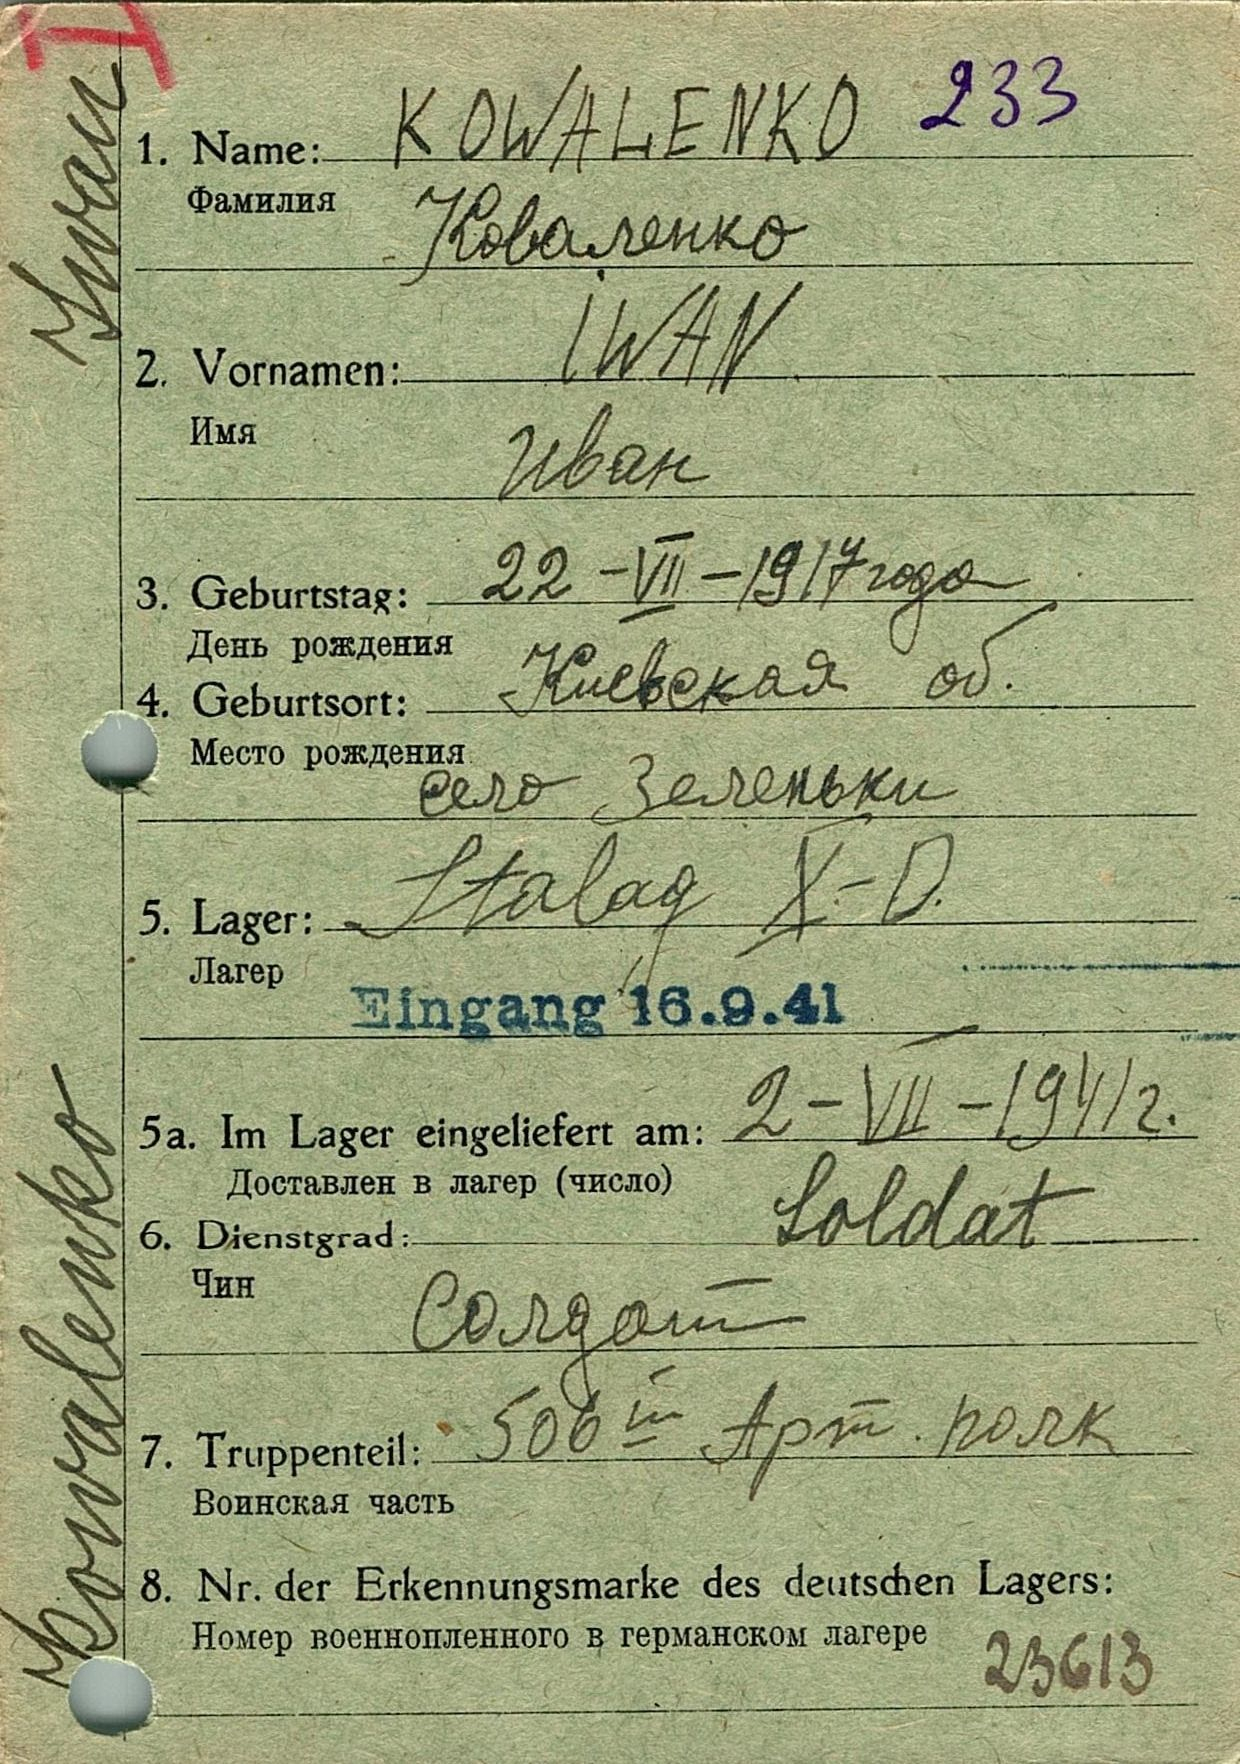 I
233
1. Name: KOWALENKO
Фамилия
Коваленко
2. Vornamen: IWAN
Имя
Иван
3. Geburtstag: 22-VII-1917 года
День рождения
4. Geburtsort: Киевская об.
Место рождения
село Зеленьки
5. Lager: Stalag X-D.
Лагер
Eingang 16.9.41
5a. Im Lager eingeliefert am: 2-VII-1941 г.
Доставлен в лагер (число)
6. Dienstgrad: Soldat
Чин
Солдат
7. Truppenteil: 506й Арт. полк
Воинская часть
8. Nr. der Erkennungsmarke des deutschen Lagers:
Номер военнопленного в германском лагере
23613
Kowalenko Iwan